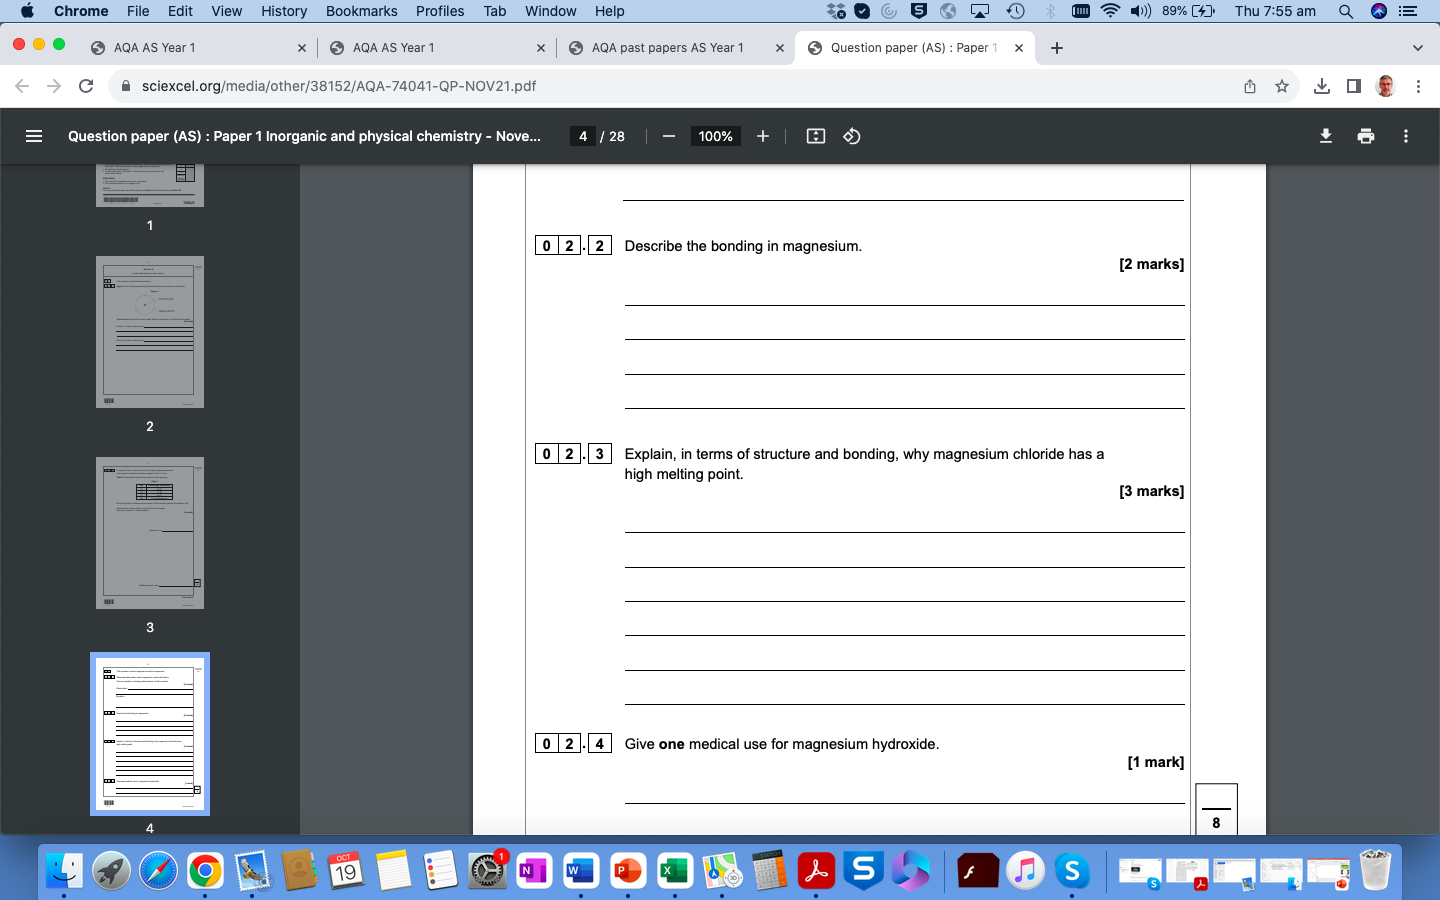 Chrome File Edit View History Bookmarks Profiles Tab Window Help 89% Thu 7:55 am
AQA AS Year 1
AQA AS Year 1
AQA past papers AS Year 1
Question paper (AS) : Paper 1
sciexcel.org/media/other/38152/AQA-74041-QP-NOV21.pdf
Question paper (AS) : Paper 1 Inorganic and physical chemistry - Nove... 4 / 28 100%
1
2
3
4
0 2 . 2 Describe the bonding in magnesium.
[2 marks]
0 2 . 3 Explain, in terms of structure and bonding, why magnesium chloride has a
high melting point.
[3 marks]
0 2 . 4 Give one medical use for magnesium hydroxide.
[1 mark]
8
OCT
19
1